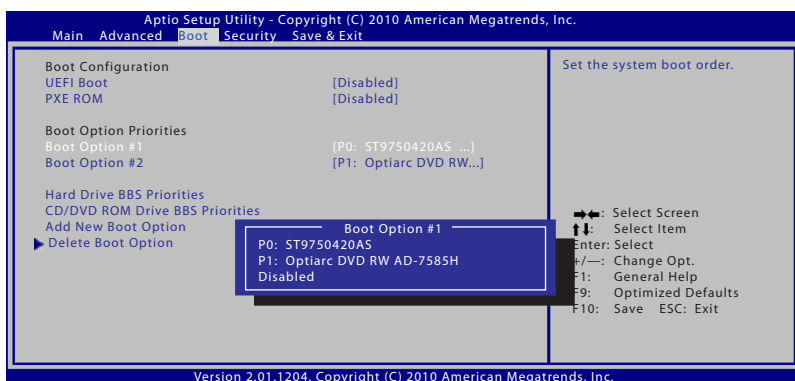 Aptio Setup Utility - Copyright (C) 2010 American Megatrends, Inc.
Main Advanced Boot Security Save & Exit
Boot Configuration
UEFI Boot [Disabled]
PXE ROM [Disabled]
Boot Option Priorities
Boot Option #1 [P0: ST9750420AS ...]
Boot Option #2 [P1: Optiarc DVD RW...]
Hard Drive BBS Priorities
CD/DVD ROM Drive BBS Priorities
Add New Boot Option
Delete Boot Option
Boot Option #1
P0: ST9750420AS
P1: Optiarc DVD RW AD-7585H
Disabled
Set the system boot order.
→←: Select Screen
↑↓: Select Item
Enter: Select
+/—: Change Opt.
F1: General Help
F9: Optimized Defaults
F10: Save ESC: Exit
Version 2.01.1204. Copyright (C) 2010 American Megatrends, Inc.